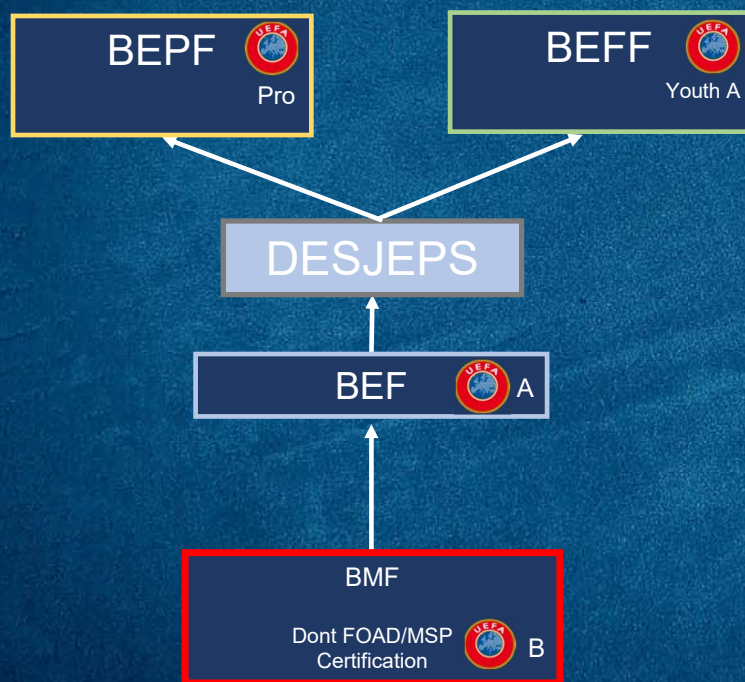 BEPF
UEFA
Pro
BEFF
UEFA
Youth A
DESJEPS
BEF
UEFA
A
BMF
Dont FOAD/MSP
Certification
UEFA
B